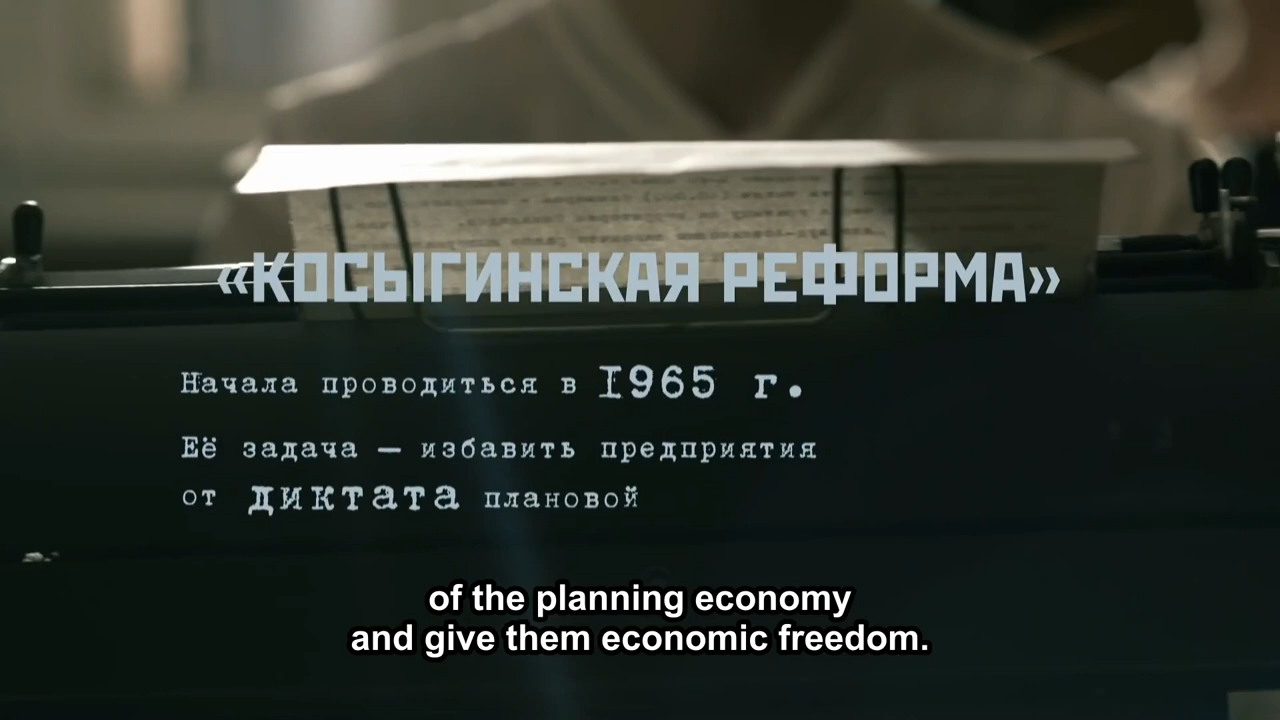 «КОСЫГИНСКАЯ РЕФОРМА»
Начала проводиться в 1965 г.
Её задача — избавить предприятия
от диктата плановой
of the planning economy
and give them economic freedom.